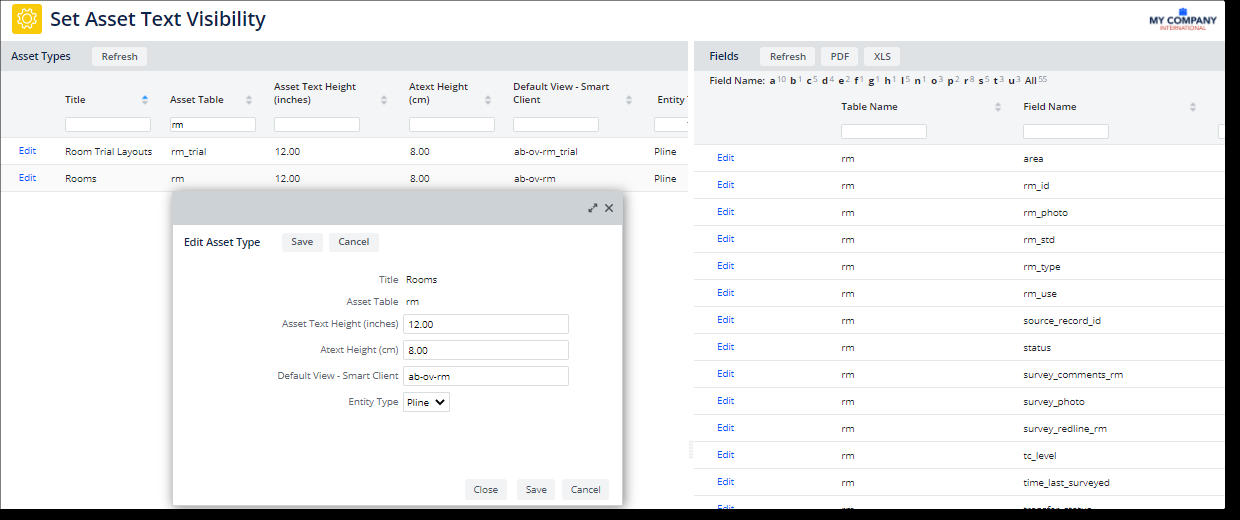 Set Asset Text Visibility
MY COMPANY
INTERNATIONAL
Asset Types Refresh
Title Asset Table Asset Text Height (inches) Atext Height (cm) Default View - Smart Client Entity
rm
Edit Room Trial Layouts rm_trial 12.00 8.00 ab-ov-rm_trial Pline
Edit Rooms rm 12.00 8.00 ab-ov-rm Pline
Edit Asset Type Save Cancel
Title Rooms
Asset Table rm
Asset Text Height (inches) 12.00
Atext Height (cm) 8.00
Default View - Smart Client ab-ov-rm
Entity Type Pline
Close Save Cancel
Fields Refresh PDF XLS
Field Name: a 10 b 1 c 5 d 4 e 2 f 1 g 1 h 1 l 5 n 1 o 3 p 2 r 8 s 5 t 3 u 3 All 55
Table Name Field Name
Edit rm area
Edit rm rm_id
Edit rm rm_photo
Edit rm rm_std
Edit rm rm_type
Edit rm rm_use
Edit rm source_record_id
Edit rm status
Edit rm survey_comments_rm
Edit rm survey_photo
Edit rm survey_redline_rm
Edit rm tc_level
Edit rm time_last_surveyed
Edit rm transfer_status